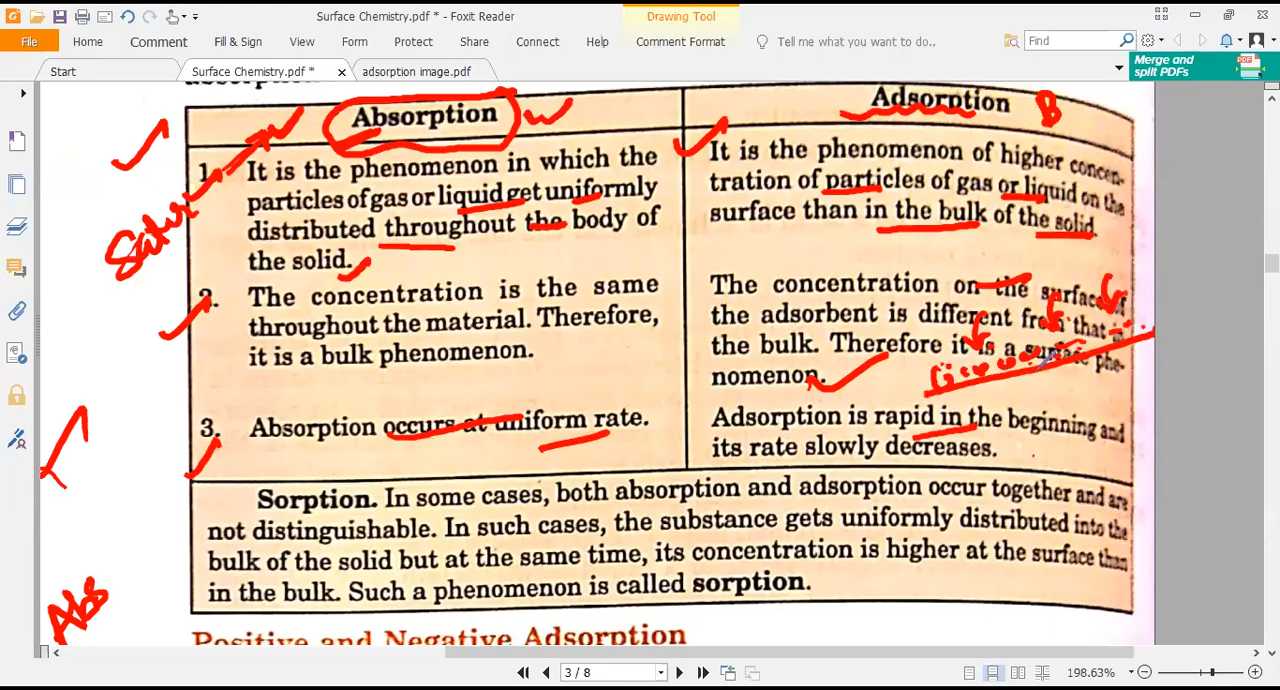 Surface Chemistry.pdf * - Foxit Reader
Drawing Tool
File Home Comment Fill & Sign View Form Protect Share Connect Help Comment Format Tell me what you want to do.. Find
Start Surface Chemistry.pdf * adsorption image.pdf
Merge and
split PDFs
Absorption Adsorption B
1. It is the phenomenon in which the
particles of gas or liquid get uniformly
distributed throughout the body of
the solid.
It is the phenomenon of higher concen-
tration of particles of gas or liquid on the
surface than in the bulk of the solid.
2. The concentration is the same
throughout the material. Therefore,
it is a bulk phenomenon.
The concentration on the surface of
the adsorbent is different from that in
the bulk. Therefore it is a surface phe-
nomenon.
3. Absorption occurs at uniform rate.
Adsorption is rapid in the beginning and
its rate slowly decreases.
Sorption. In some cases, both absorption and adsorption occur together and are
not distinguishable. In such cases, the substance gets uniformly distributed into the
bulk of the solid but at the same time, its concentration is higher at the surface than
in the bulk. Such a phenomenon is called sorption.
Abs
Positive and Negative Adsorption
3 / 8
198.63%